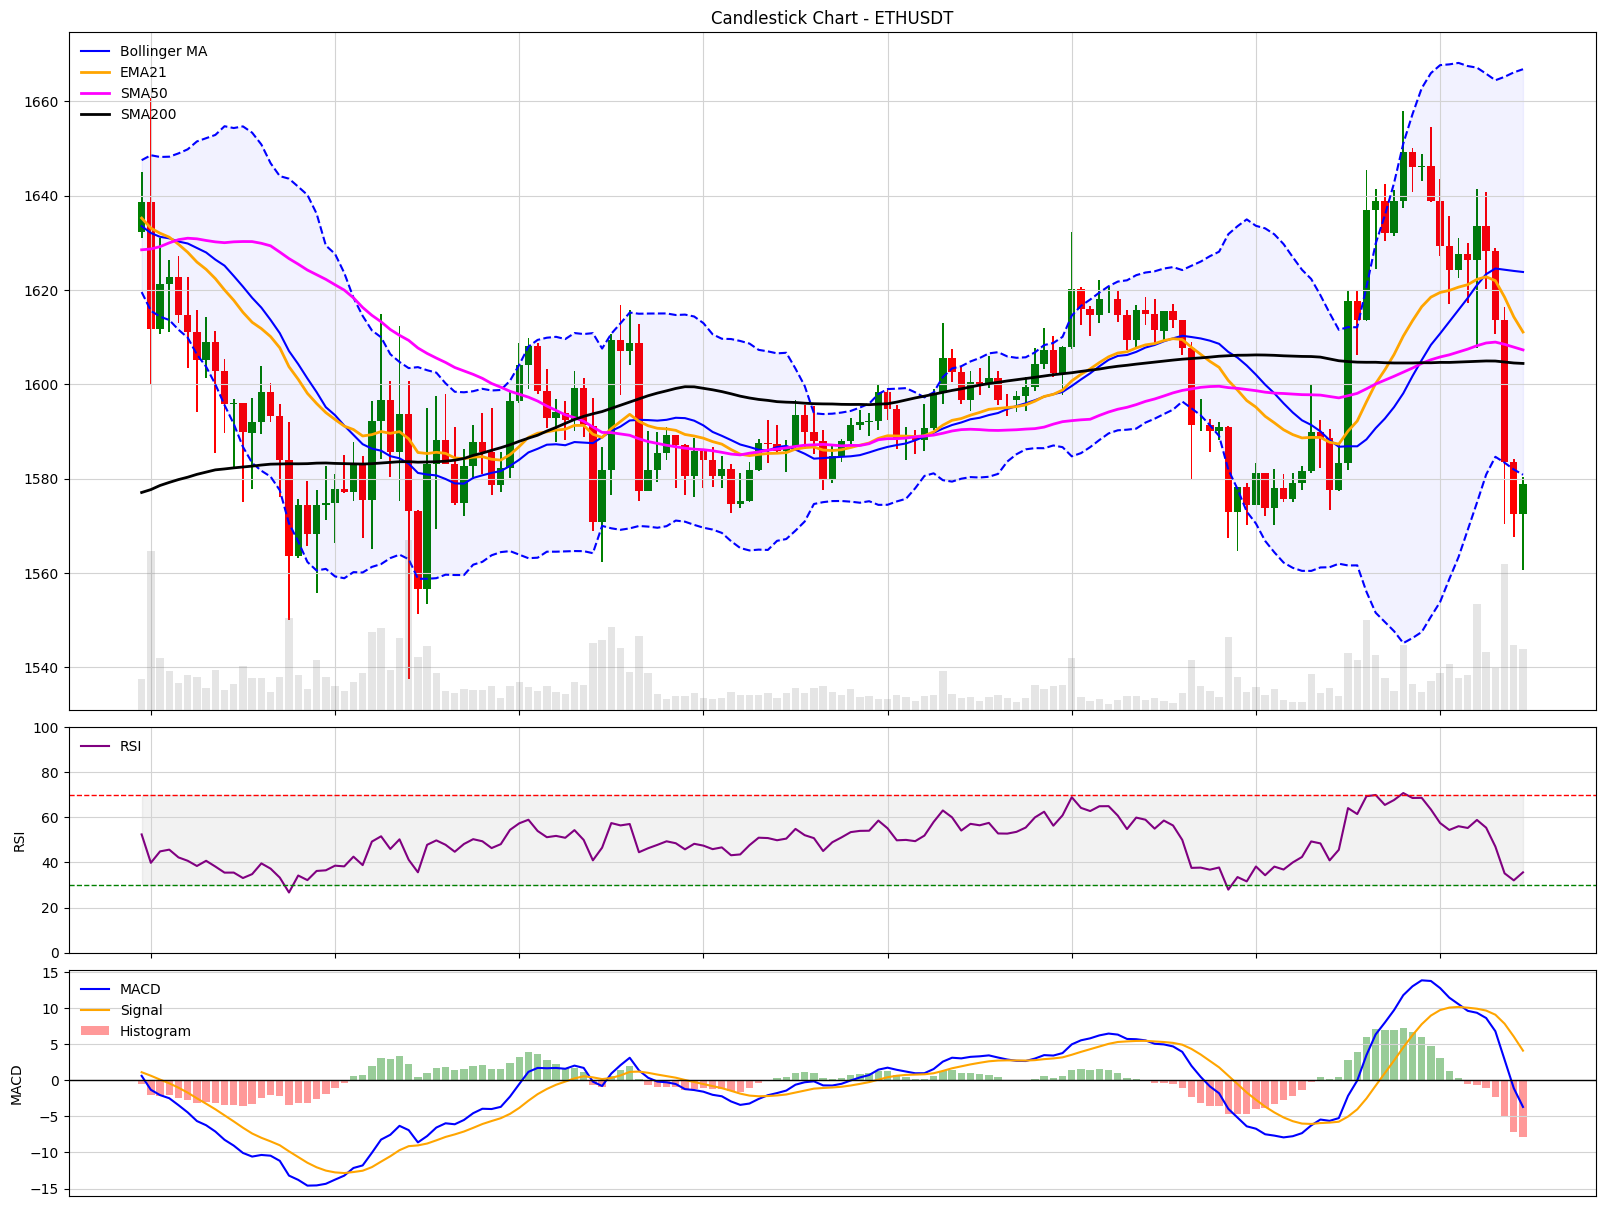 Candlestick Chart - ETHUSDT
Bollinger MA
EMA21
SMA50
SMA200
1660
1640
1620
1600
1580
1560
1540
100
80
60
40
20
0
RSI
RSI
15
10
5
0
−5
−10
−15
MACD
MACD
Signal
Histogram